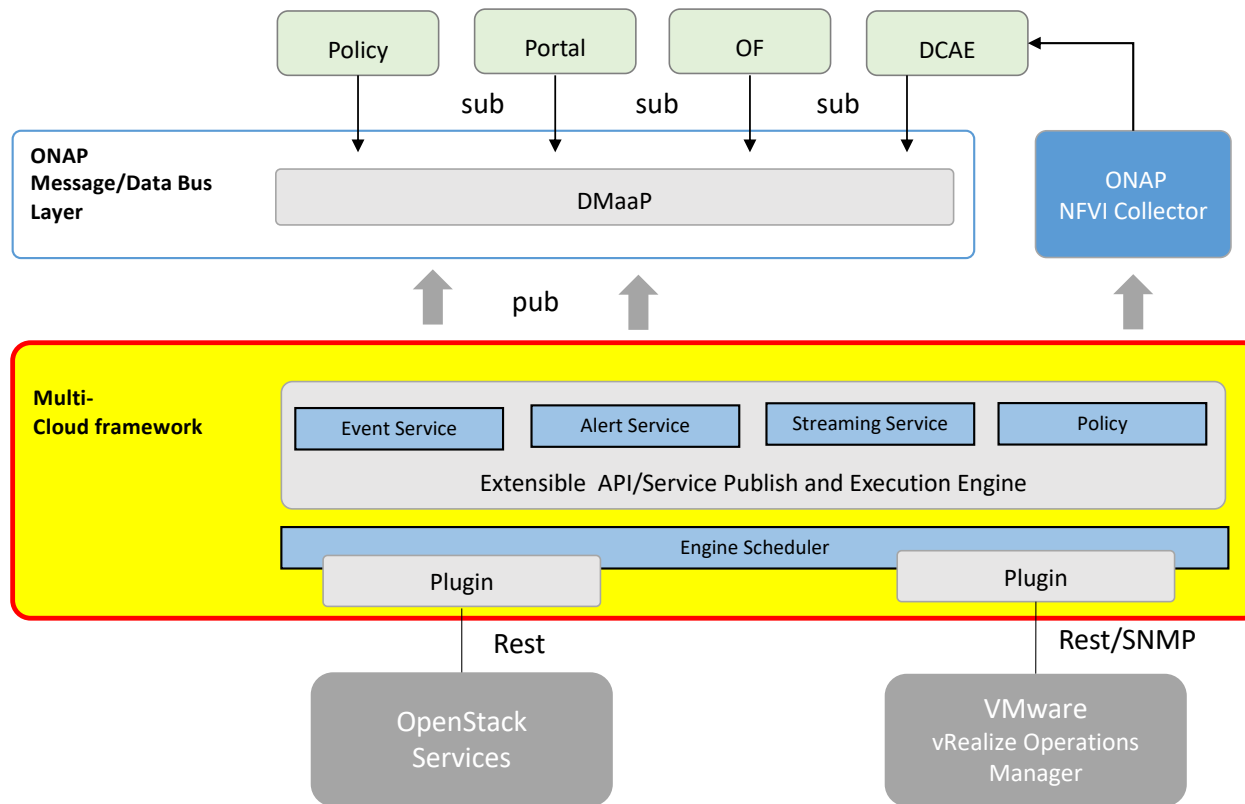 Policy
Portal
OF
DCAE
sub
sub
sub
ONAP
Message/Data Bus
Layer
DMaaP
ONAP
NFVI Collector
pub
Multi-
Cloud framework
Event Service
Alert Service
Streaming Service
Policy
Extensible API/Service Publish and Execution Engine
Engine Scheduler
Plugin
Plugin
Rest
Rest/SNMP
OpenStack
Services
VMware
vRealize Operations
Manager